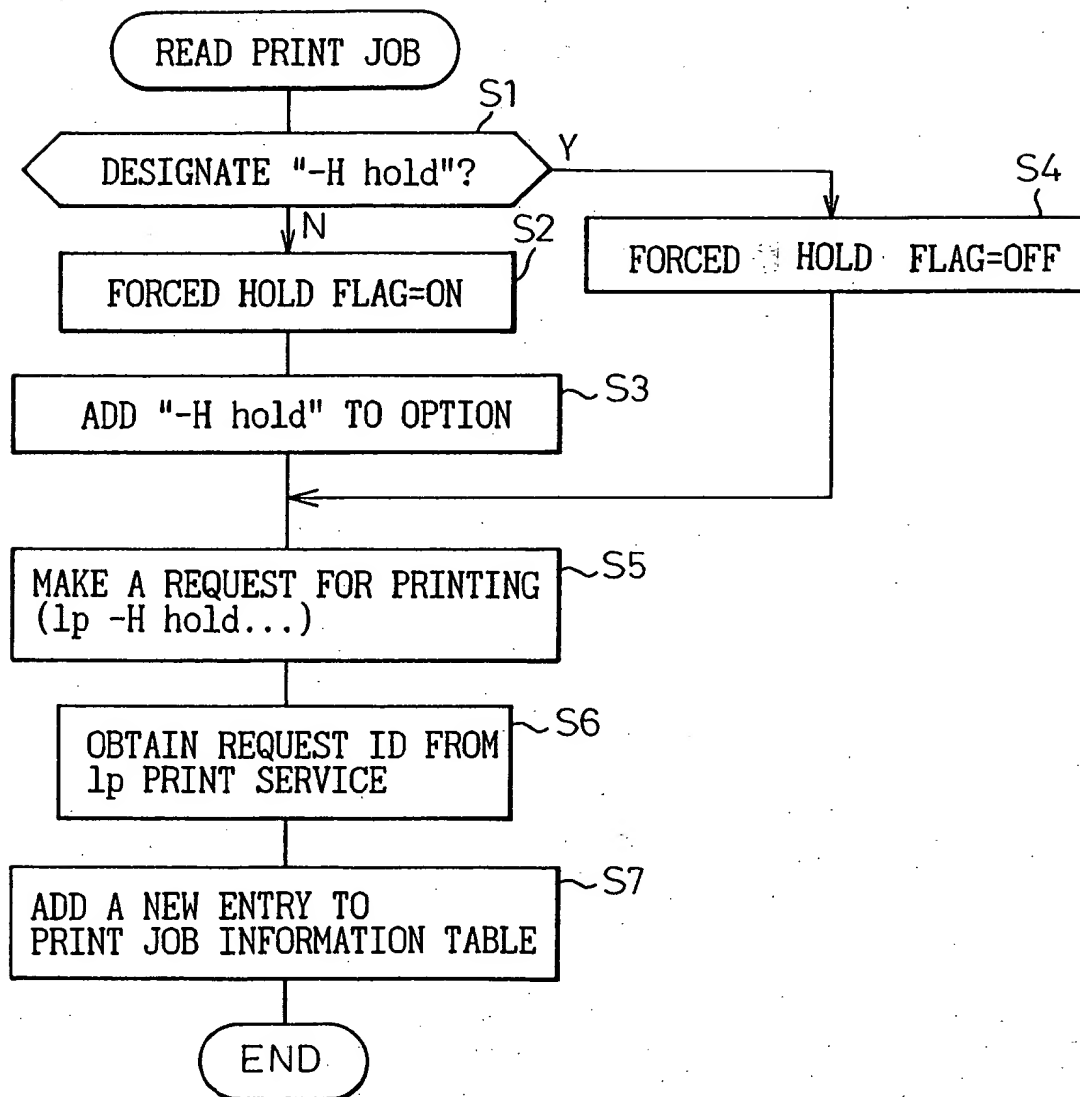 READ PRINT JOB
S1
DESIGNATE "-H hold"?
Y
N
S4
FORCED HOLD FLAG=OFF
S2
FORCED HOLD FLAG=ON
S3
ADD "-H hold" TO OPTION
S5
MAKE A REQUEST FOR PRINTING
(lp -H hold...)
S6
OBTAIN REQUEST ID FROM
lp PRINT SERVICE
S7
ADD A NEW ENTRY TO
PRINT JOB INFORMATION TABLE
END